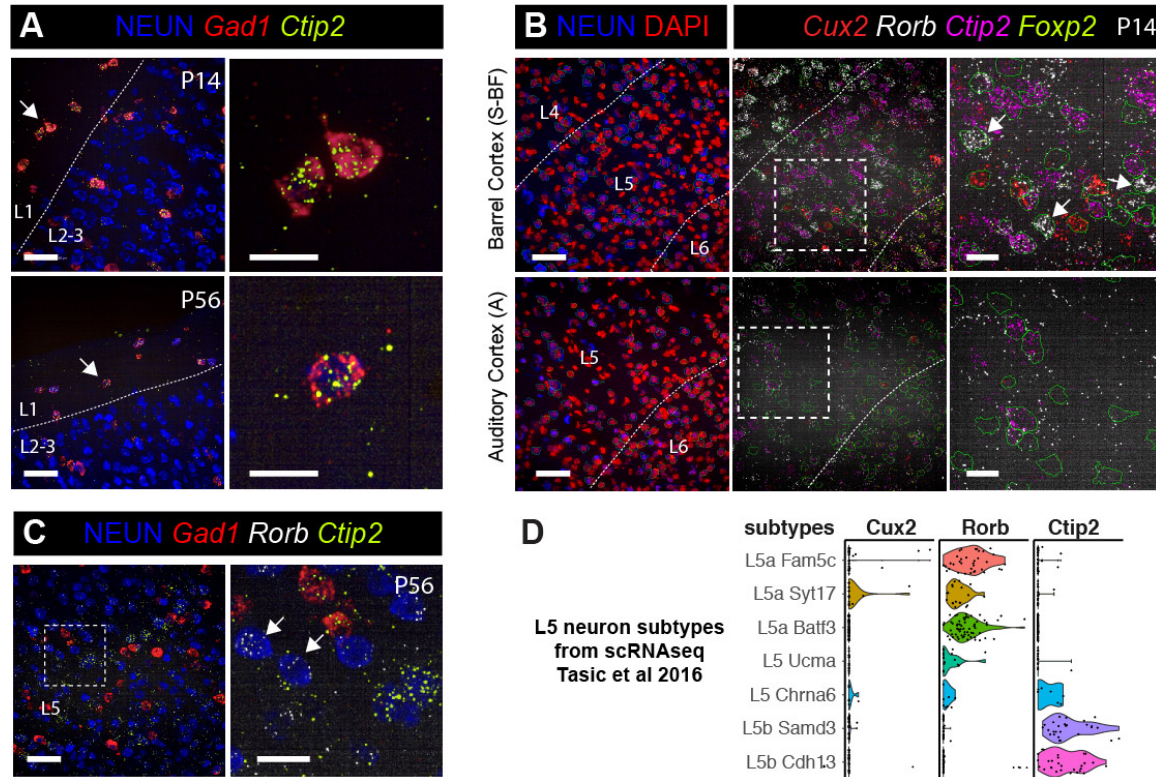 A
NEUN Gad1 Ctip2
P14
L1
L2-3
P56
L1
L2-3
B
NEUN DAPI
Cux2 Rorb Ctip2 Foxp2 P14
Barrel Cortex (S-BF)
L4
L5
L6
Auditory Cortex (A)
L5
L6
C
NEUN Gad1 Rorb Ctip2
L5
P56
D
subtypes Cux2 Rorb Ctip2
L5 neuron subtypes
from scRNAseq
Tasic et al 2016
L5a Fam5c
L5a Syt17
L5a Batf3
L5 Ucma
L5 Chrna6
L5b Samd3
L5b Cdh13